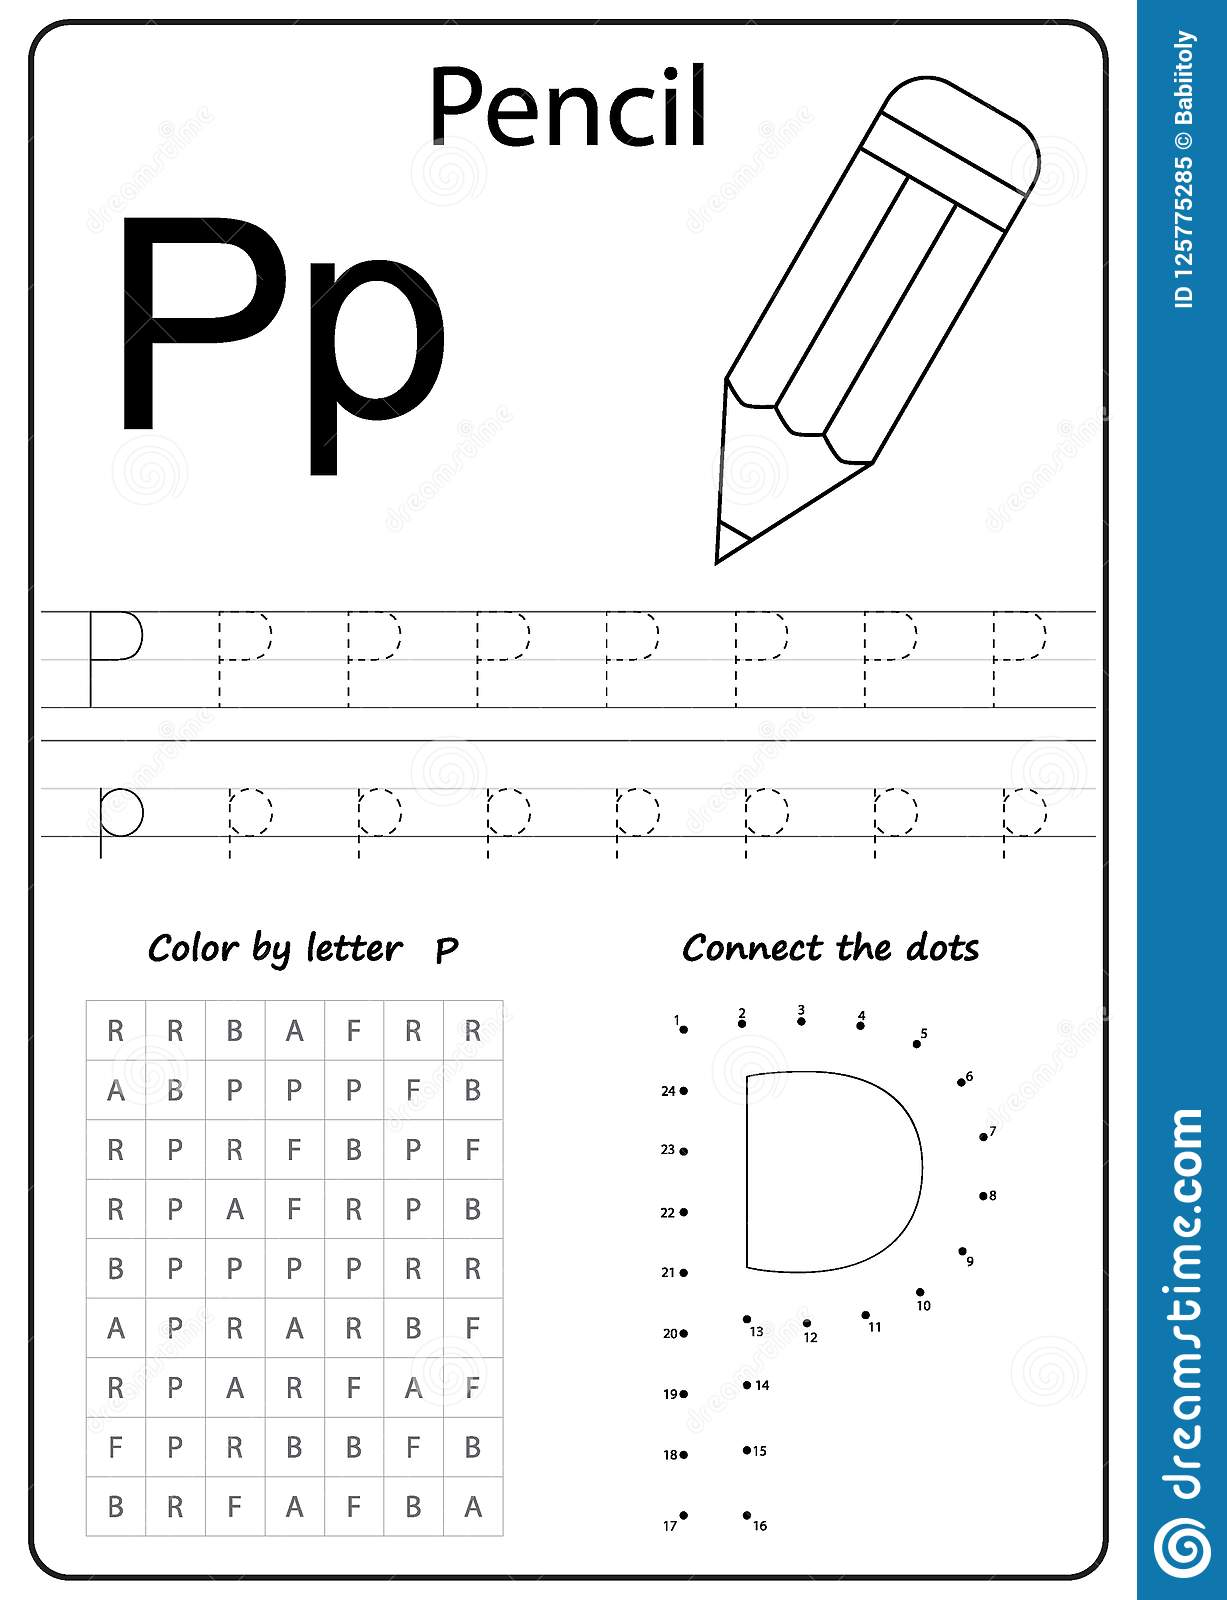 Pencil
Pp
P P P P P P P P
p p p p p p p p
Color by letter P
R R B A F R R
A B P P P F B
R P R F B P F
R P A F R P B
B P P P P R R
A P R A R B F
R P A R F A F
F P R B B F B
B R F A F B A
Connect the dots
1 2 3 4 5
6
24
7
23
8
22
9
21
10
20 13 12 11
19 14
18 15
17 16
ID 125775285 © Babiitoly
dreamstime.com